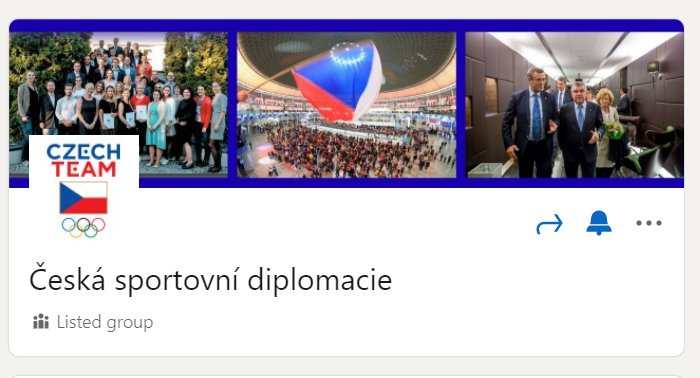 CZECH
TEAM
Česká sportovní diplomacie
Listed group